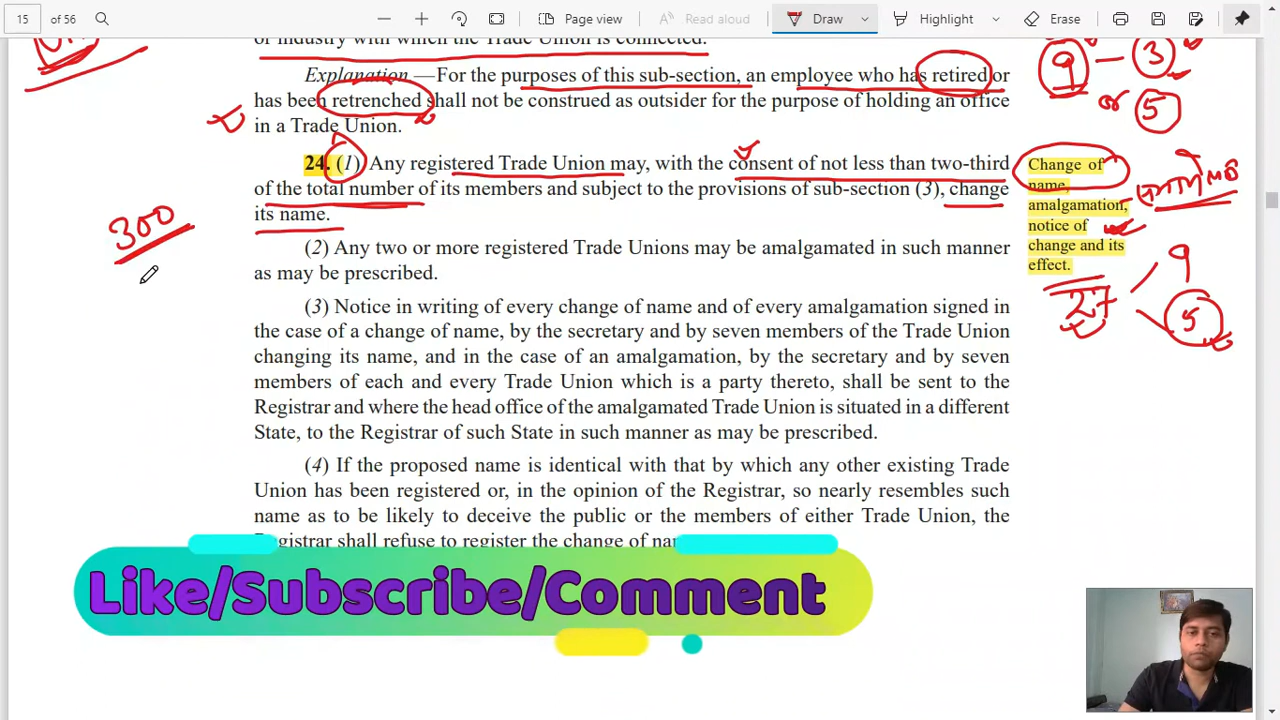 15 of 56
Page view
Read aloud
Draw
Highlight
Erase
or industry with which the Trade Union is connected.
Explanation —For the purposes of this sub-section, an employee who has retired or
has been retrenched shall not be construed as outsider for the purpose of holding an office
in a Trade Union.
9 – 3
or 5
24. (1) Any registered Trade Union may, with the consent of not less than two-third
of the total number of its members and subject to the provisions of sub-section (3), change
its name.
Change of
name,
amalgamation,
notice of
change and its
effect.
300
27
9
5
(2) Any two or more registered Trade Unions may be amalgamated in such manner
as may be prescribed.
(3) Notice in writing of every change of name and of every amalgamation signed in
the case of a change of name, by the secretary and by seven members of the Trade Union
changing its name, and in the case of an amalgamation, by the secretary and by seven
members of each and every Trade Union which is a party thereto, shall be sent to the
Registrar and where the head office of the amalgamated Trade Union is situated in a different
State, to the Registrar of such State in such manner as may be prescribed.
(4) If the proposed name is identical with that by which any other existing Trade
Union has been registered or, in the opinion of the Registrar, so nearly resembles such
name as to be likely to deceive the public or the members of either Trade Union, the
Registrar shall refuse to register the change of
Like/Subscribe/Comment